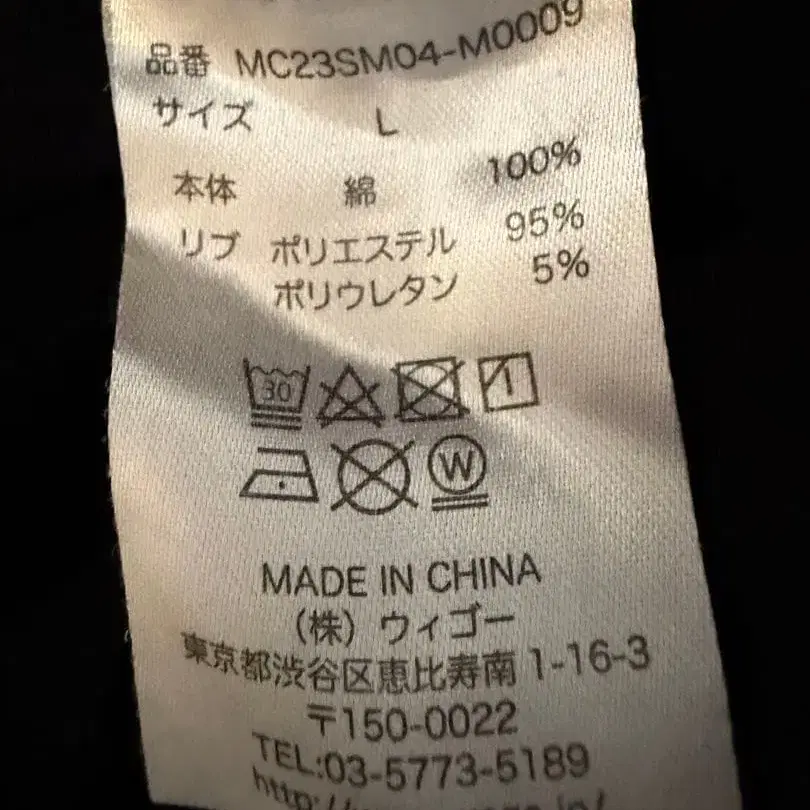 品番 MC23SM04-M0009
サイズ L
本体 綿 100%
リブ ポリエステル 95%
ポリウレタン 5%
30
W
MADE IN CHINA
（株）ウィゴー
東京都渋谷区恵比寿南1-16-3
〒150-0022
TEL:03-5773-5189
http://